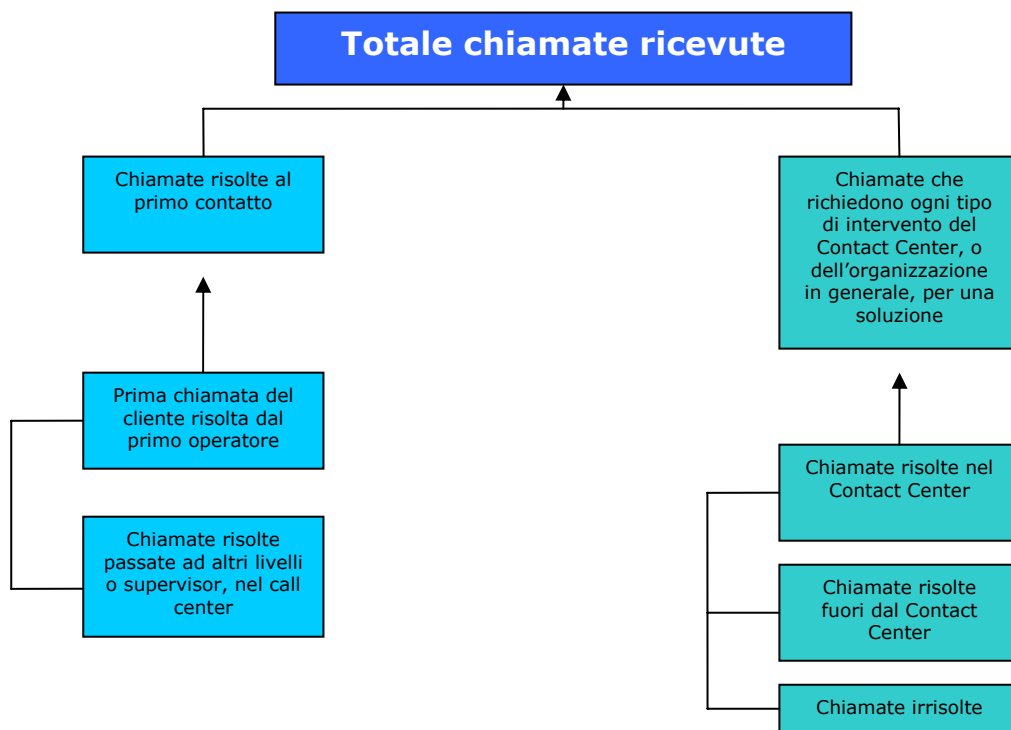 Totale chiamate ricevute
Chiamate risolte al
primo contatto
Chiamate che
richiedono ogni tipo
di intervento del
Contact Center, o
dell’organizzazione
in generale, per una
soluzione
Prima chiamata del
cliente risolta dal
primo operatore
Chiamate risolte
passate ad altri livelli
o supervisor, nel call
center
Chiamate risolte nel
Contact Center
Chiamate risolte
fuori dal Contact
Center
Chiamate irrisolte